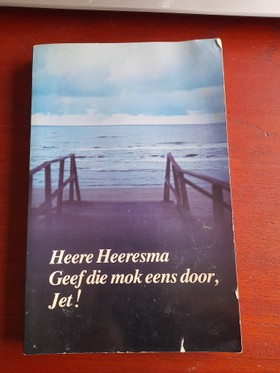 Heere Heeresma
Geef die mok eens door,
Jet!